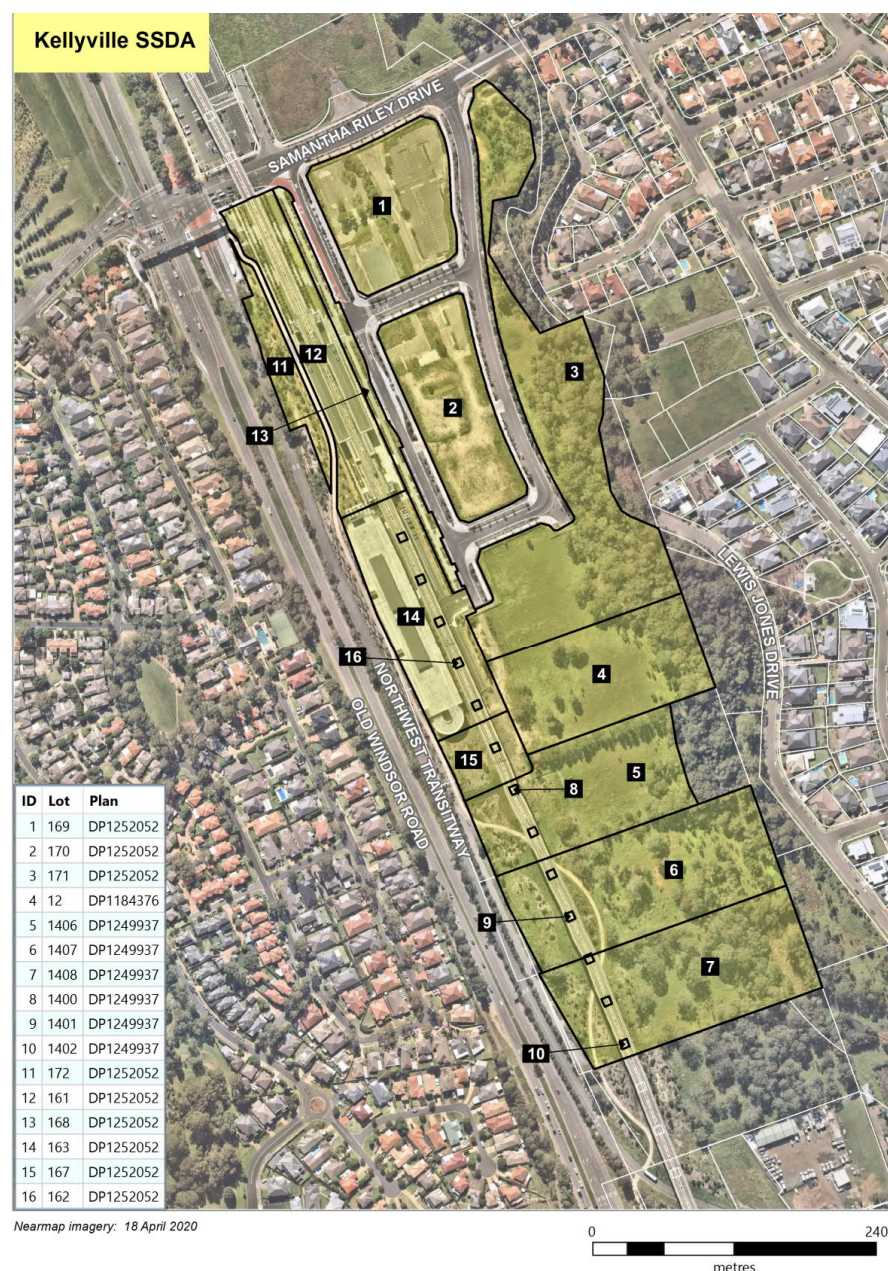 Kellyville SSDA
SAMANTHA RILEY DRIVE
1
3
12
11
2
13
LEWIS JONES DRIVE
14
16
4
NORTHWEST TRANSITWAY
OLD WINDSOR ROAD
15
5
8
6
9
7
10
ID Lot Plan
1 169 DP1252052
2 170 DP1252052
3 171 DP1252052
4 12 DP1184376
5 1406 DP1249937
6 1407 DP1249937
7 1408 DP1249937
8 1400 DP1249937
9 1401 DP1249937
10 1402 DP1249937
11 172 DP1252052
12 161 DP1252052
13 168 DP1252052
14 163 DP1252052
15 167 DP1252052
16 162 DP1252052
Nearmap imagery: 18 April 2020
0 240
metres